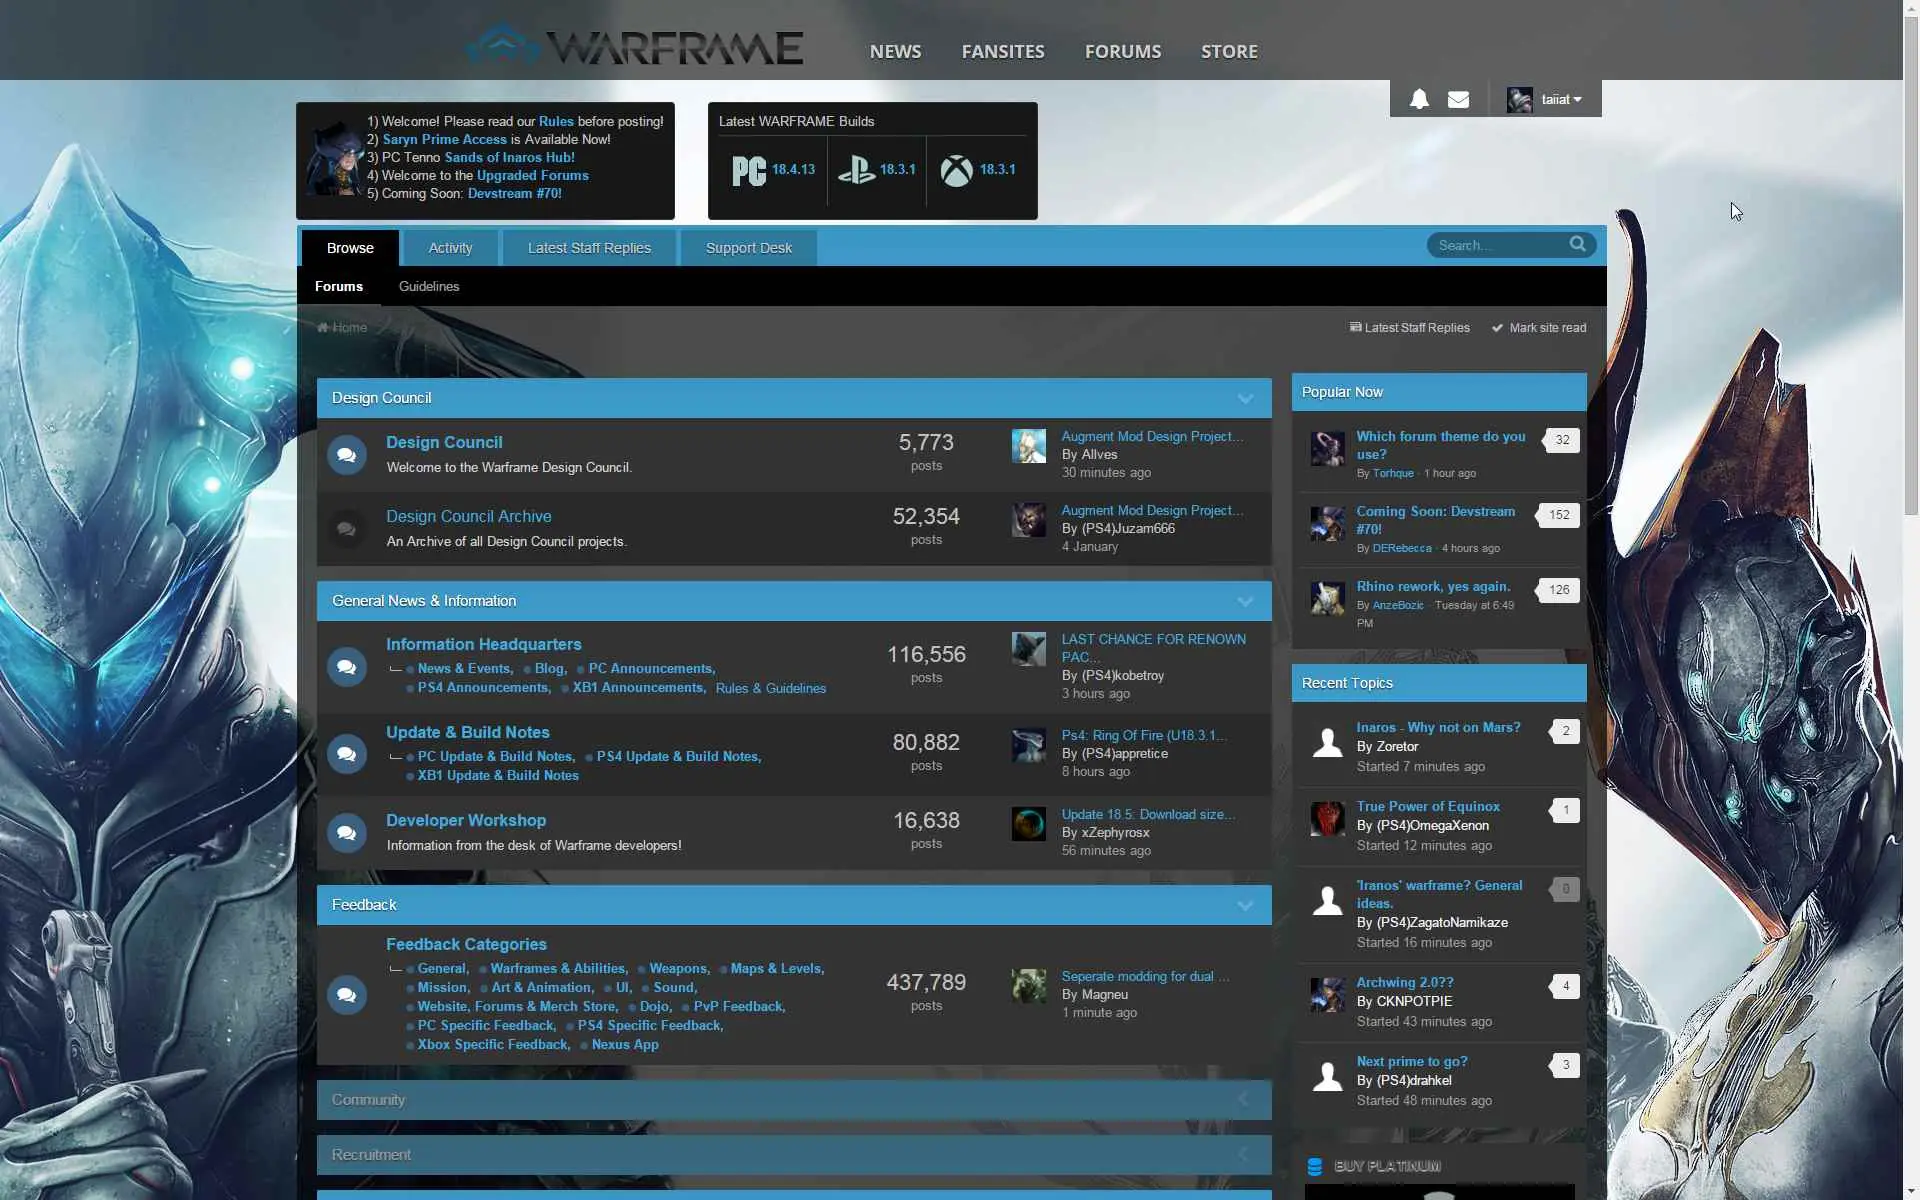 WARFRAME
NEWS FANSITES FORUMS STORE
taiiat
1) Welcome! Please read our Rules before posting!
2) Saryn Prime Access is Available Now!
3) PC Tenno Sands of Inaros Hub!
4) Welcome to the Upgraded Forums
5) Coming Soon: Devstream #70!
Latest WARFRAME Builds
PC 18.4.13 18.3.1 18.3.1
Browse Activity Latest Staff Replies Support Desk
Search...
Forums Guidelines
Home
Latest Staff Replies Mark site read
Design Council
Design Council
Welcome to the Warframe Design Council.
5,773
posts
Augment Mod Design Project...
By Allves
30 minutes ago
Design Council Archive
An Archive of all Design Council projects.
52,354
posts
Augment Mod Design Project...
By (PS4)Juzam666
4 January
General News & Information
Information Headquarters
News & Events, Blog, PC Announcements,
PS4 Announcements, XB1 Announcements, Rules & Guidelines
116,556
posts
LAST CHANCE FOR RENOWN
PAC...
By (PS4)kobetroy
3 hours ago
Update & Build Notes
PC Update & Build Notes, PS4 Update & Build Notes,
XB1 Update & Build Notes
80,882
posts
Ps4: Ring Of Fire (U18.3.1...
By (PS4)appretice
8 hours ago
Developer Workshop
Information from the desk of Warframe developers!
16,638
posts
Update 18.5. Download size...
By xZephyrosx
56 minutes ago
Feedback
Feedback Categories
General, Warframes & Abilities, Weapons, Maps & Levels,
Mission, Art & Animation, UI, Sound,
Website, Forums & Merch Store, Dojo, PvP Feedback,
PC Specific Feedback, PS4 Specific Feedback,
Xbox Specific Feedback, Nexus App
437,789
posts
Seperate modding for dual ...
By Magneu
1 minute ago
Community
Recruitment
Popular Now
Which forum theme do you
use?
By Torhque · 1 hour ago
32
Coming Soon: Devstream
#70!
By DERebecca · 4 hours ago
152
Rhino rework, yes again.
By AnzeBozic · Tuesday at 6:49
PM
126
Recent Topics
Inaros - Why not on Mars?
By Zoretor
Started 7 minutes ago
2
True Power of Equinox
By (PS4)OmegaXenon
Started 12 minutes ago
1
'Iranos' warframe? General
ideas.
By (PS4)ZagatoNamikaze
Started 16 minutes ago
0
Archwing 2.0??
By CKNPOTPIE
Started 43 minutes ago
4
Next prime to go?
By (PS4)drahkel
Started 48 minutes ago
3
BUY PLATINUM